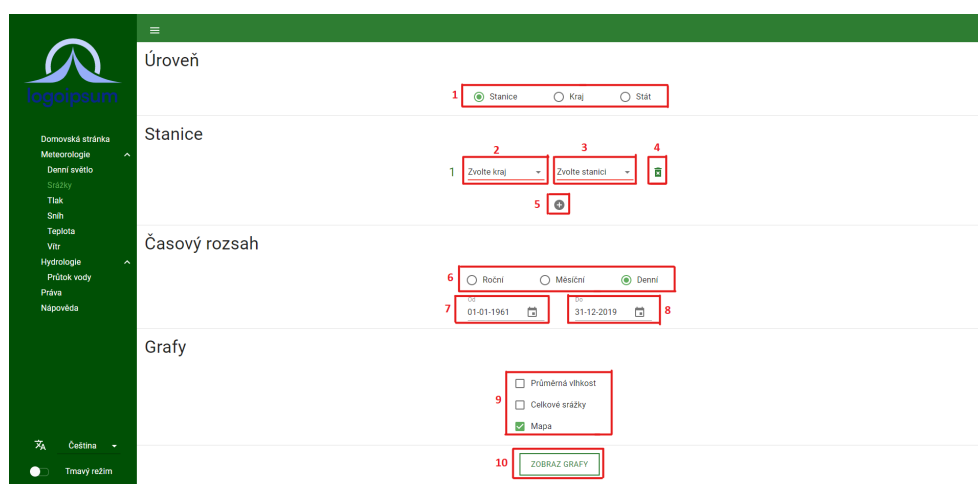 logoipsum
Domovská stránka
Meteorologie
Denní světlo
Srážky
Tlak
Sníh
Teplota
Vítr
Hydrologie
Průtok vody
Práva
Nápověda
Čeština
Tmavý režim
Úroveň
1 Stanice Kraj Stát
Stanice
2 3 4
1 Zvolte kraj Zvolte stanici
5
Časový rozsah
6 Roční Měsíční Denní
Od Do
7 01-01-1961 31-12-2019 8
Grafy
Průměrná vlhkost
9 Celkové srážky
Mapa
10 ZOBRAZ GRAFY